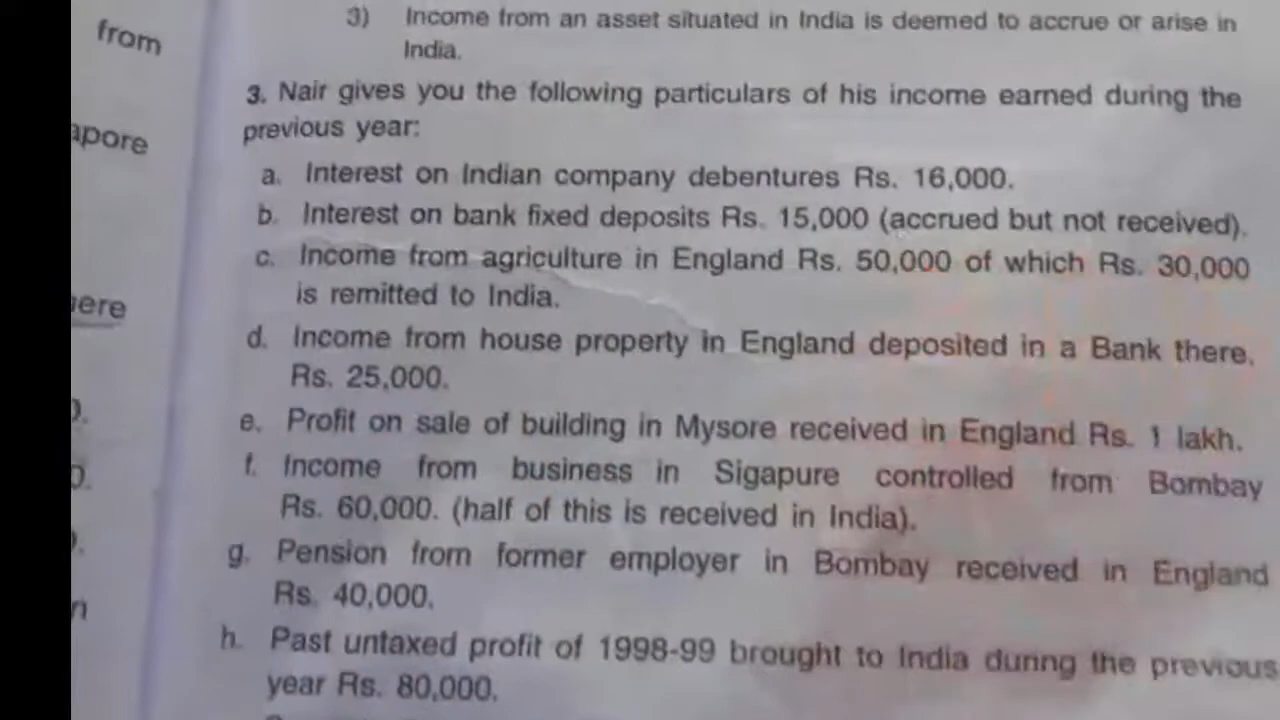 from
apore
ere
3) Income from an asset situated in India is deemed to accrue or arise in
India.
3. Nair gives you the following particulars of his income earned during the
previous year:
a. Interest on Indian company debentures Rs. 16,000.
b. Interest on bank fixed deposits Rs. 15,000 (accrued but not received).
c. Income from agriculture in England Rs. 50,000 of which Rs. 30,000
is remitted to India.
d. Income from house property in England deposited in a Bank there.
Rs. 25,000.
e. Profit on sale of building in Mysore received in England Rs. 1 lakh.
f. Income from business in Sigapure controlled from Bombay
Rs. 60,000. (half of this is received in India).
g. Pension from former employer in Bombay received in England
Rs. 40,000.
h. Past untaxed profit of 1998-99 brought to India during the previous
year Rs. 80,000.